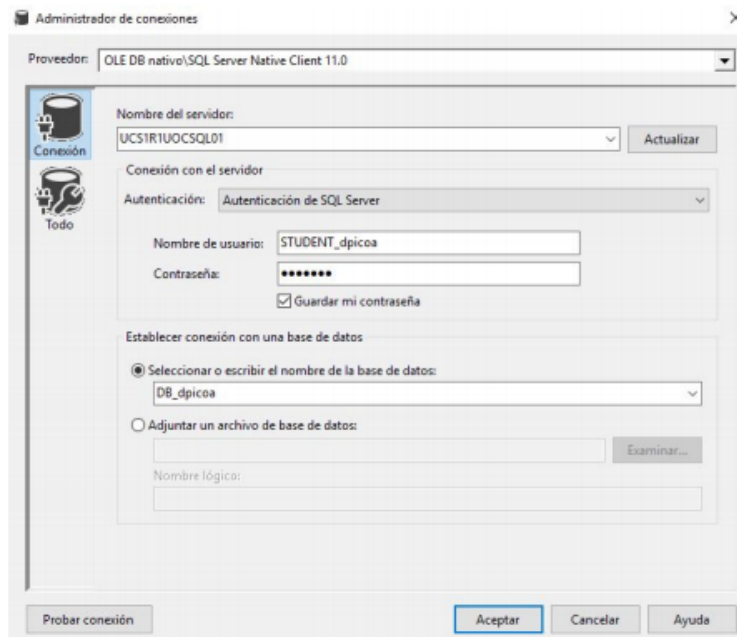 Administrador de conexiones
Proveedor: OLE DB nativo\SQL Server Native Client 11.0
Conexión
Todo
Nombre del servidor:
UCS1R1UOCSQL01 Actualizar
Conexión con el servidor
Autenticación: Autenticación de SQL Server
Nombre de usuario: STUDENT_dpicoa
Contraseña: •••••••
Guardar mi contraseña
Establecer conexión con una base de datos
Seleccionar o escribir el nombre de la base de datos:
DB_dpicoa
Adjuntar un archivo de base de datos:
Examinar...
Nombre lógico:
Probar conexión Aceptar Cancelar Ayuda